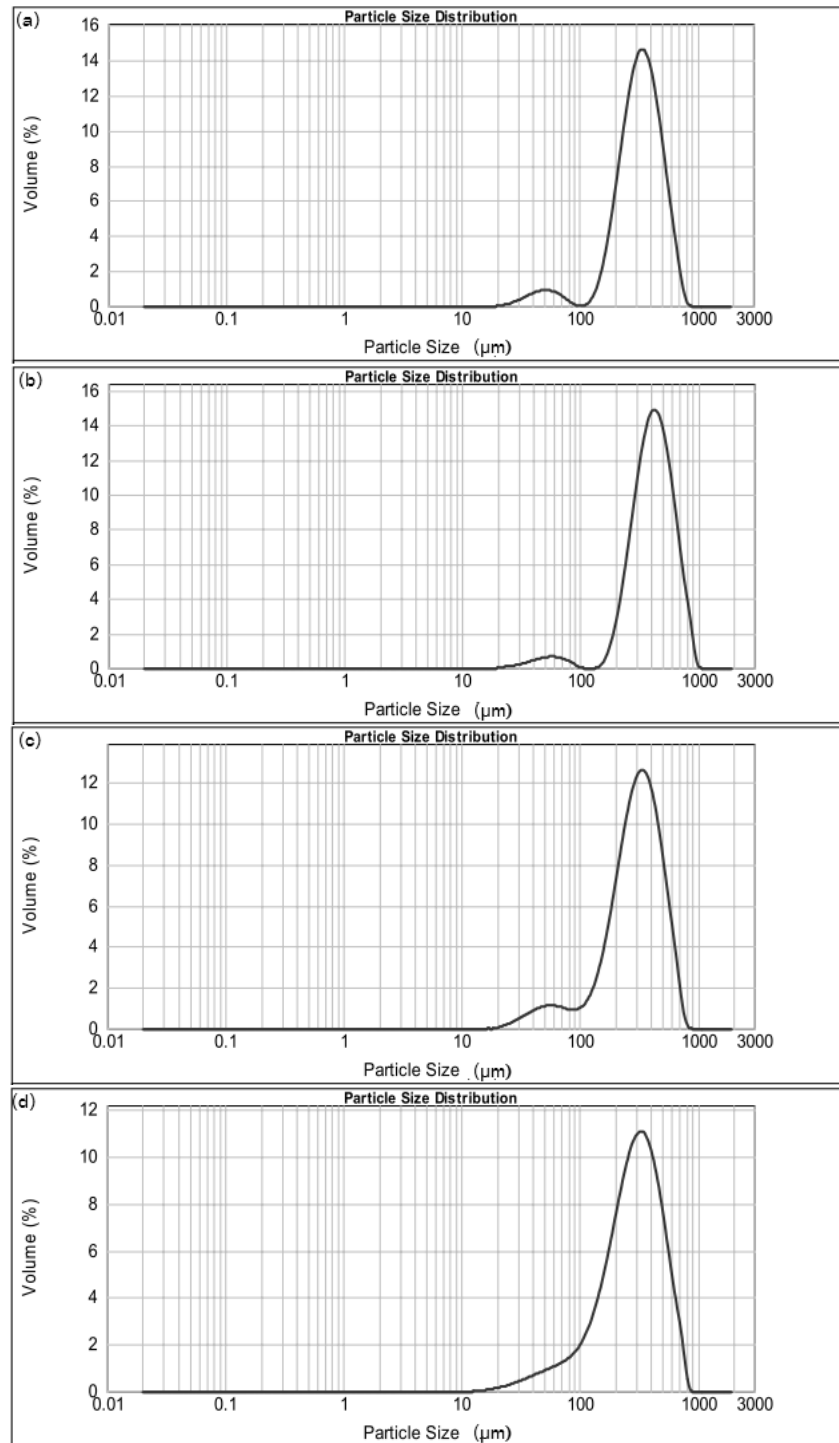 (a)
Particle Size Distribution
16
14
12
10
8
6
4
2
0
Volume (%)
0.01 0.1 1 10 100 1000 3000
Particle Size (μm)
(b)
Particle Size Distribution
16
14
12
10
8
6
4
2
0
Volume (%)
0.01 0.1 1 10 100 1000 3000
Particle Size (μm)
(c)
Particle Size Distribution
12
10
8
6
4
2
0
Volume (%)
0.01 0.1 1 10 100 1000 3000
Particle Size (μm)
(d)
Particle Size Distribution
12
10
8
6
4
2
0
Volume (%)
0.01 0.1 1 10 100 1000 3000
Particle Size (μm)